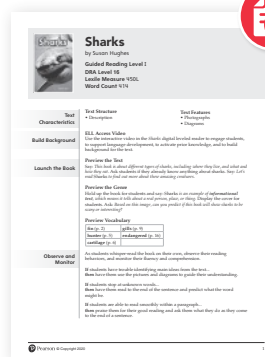 Sharks
Sharks
by Susan Hughes
Guided Reading Level I
DRA Level 16
Lexile Measure 450L
Word Count 414
Text Characteristics
Text Structure
• Description
Text Features
• Photographs
• Diagrams
Build Background
ELL Access Video
Use the interactive video in the Sharks digital leveled reader to engage students,
to support language development, to activate prior knowledge, and to build
background for the text.
Launch the Book
Preview the Text
Say: This book is about different types of sharks, including where they live, and what and
how they eat. Ask students if they already know anything about sharks. Say: Let's
read Sharks to find out more about these amazing creatures.
Preview the Genre
Hold up the book for students and say: Sharks is an example of informational
text, which means it tells about a real person, place, or thing. Display the cover for
students. Ask: Based on this image, can you predict if this book will show sharks to be
scary or interesting?
Preview Vocabulary
fin (p. 2) gills (p. 9)
hunter (p. 5) endangered (p. 16)
cartilage (p. 6)
Observe and Monitor
As students whisper-read the book on their own, observe their reading
behaviors, and monitor their fluency and comprehension.
If students have trouble identifying main ideas from the text...
then have them use the pictures and diagrams to guide their understanding.
If students stop at unknown words...
then have them read to the end of the sentence and predict what the word
might be.
If students are able to read smoothly within a paragraph...
then praise them for their good reading and ask them what they do as they come
to the end of a sentence.
Pearson © Copyright 2020
1